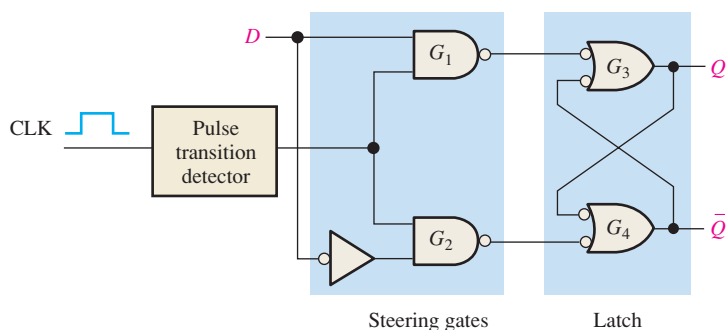 D
G1
G3
Q
CLK
Pulse
transition
detector
G2
G4
Q̄
Steering gates
Latch